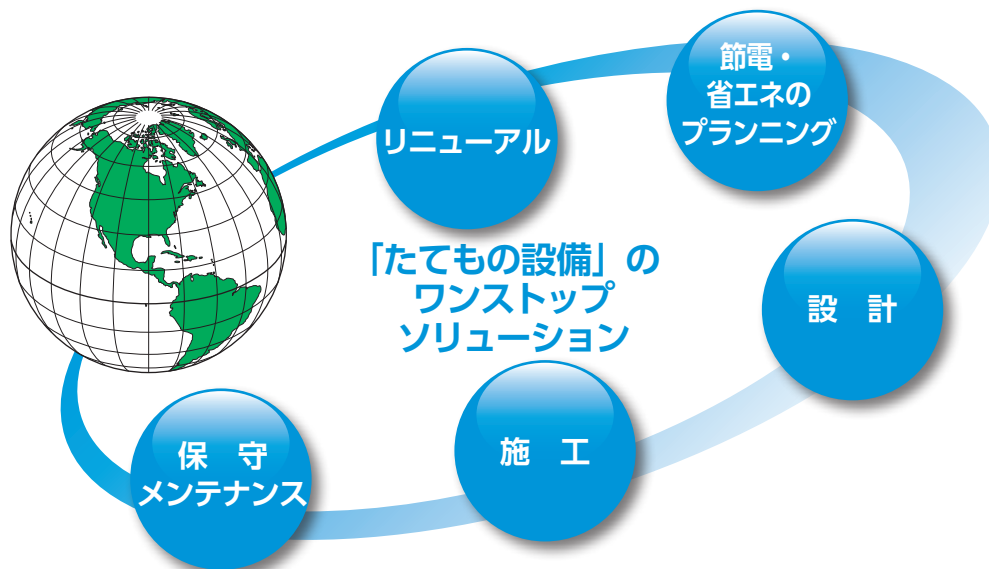 リニューアル
節電・
省エネの
プランニング
「たてもの設備」の
ワンストップ
ソリューション
設　計
施　工
保　守
メンテナンス